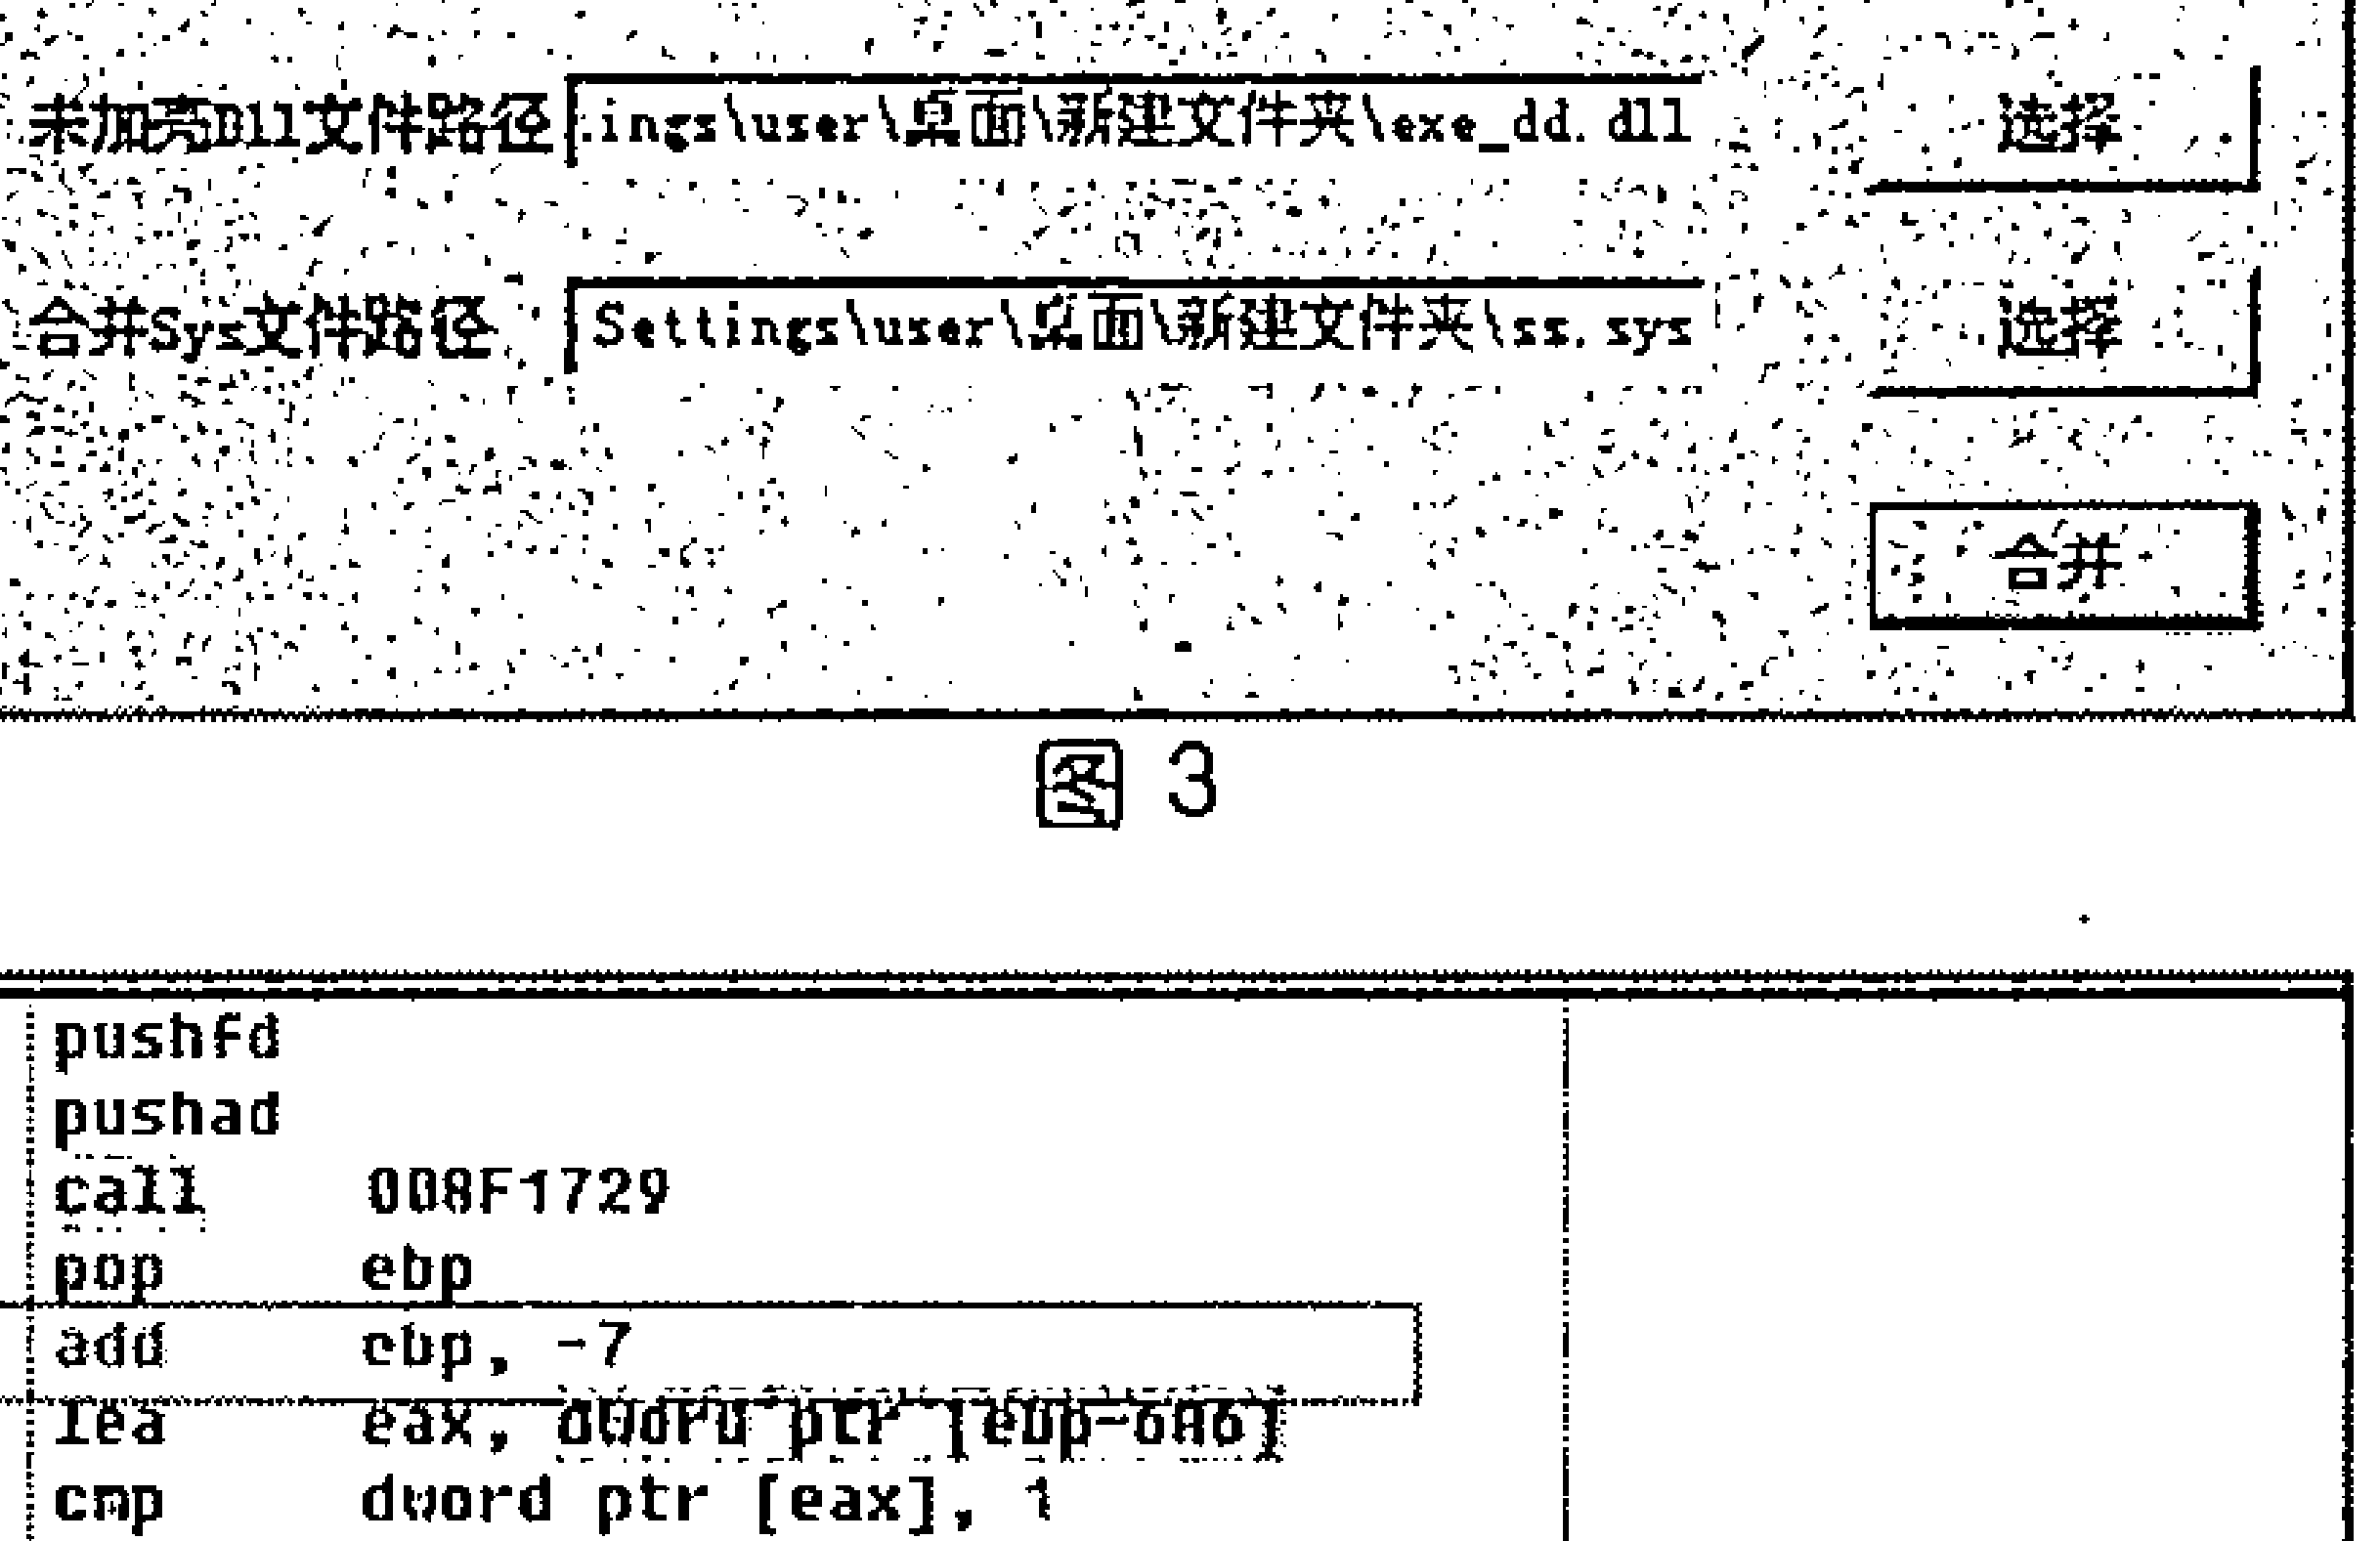 未加壳Dll文件路径 .ings\user\桌面\新建文件夹\exe_dd.dll 选择
合并Sys文件路径 Settings\user\桌面\新建文件夹\ss.sys 选择
合并
图 3
pushfd
pushad
call 008F1729
pop ebp
add ebp, -7
lea eax, dword ptr [ebp-6A6]
cmp dword ptr [eax], 1